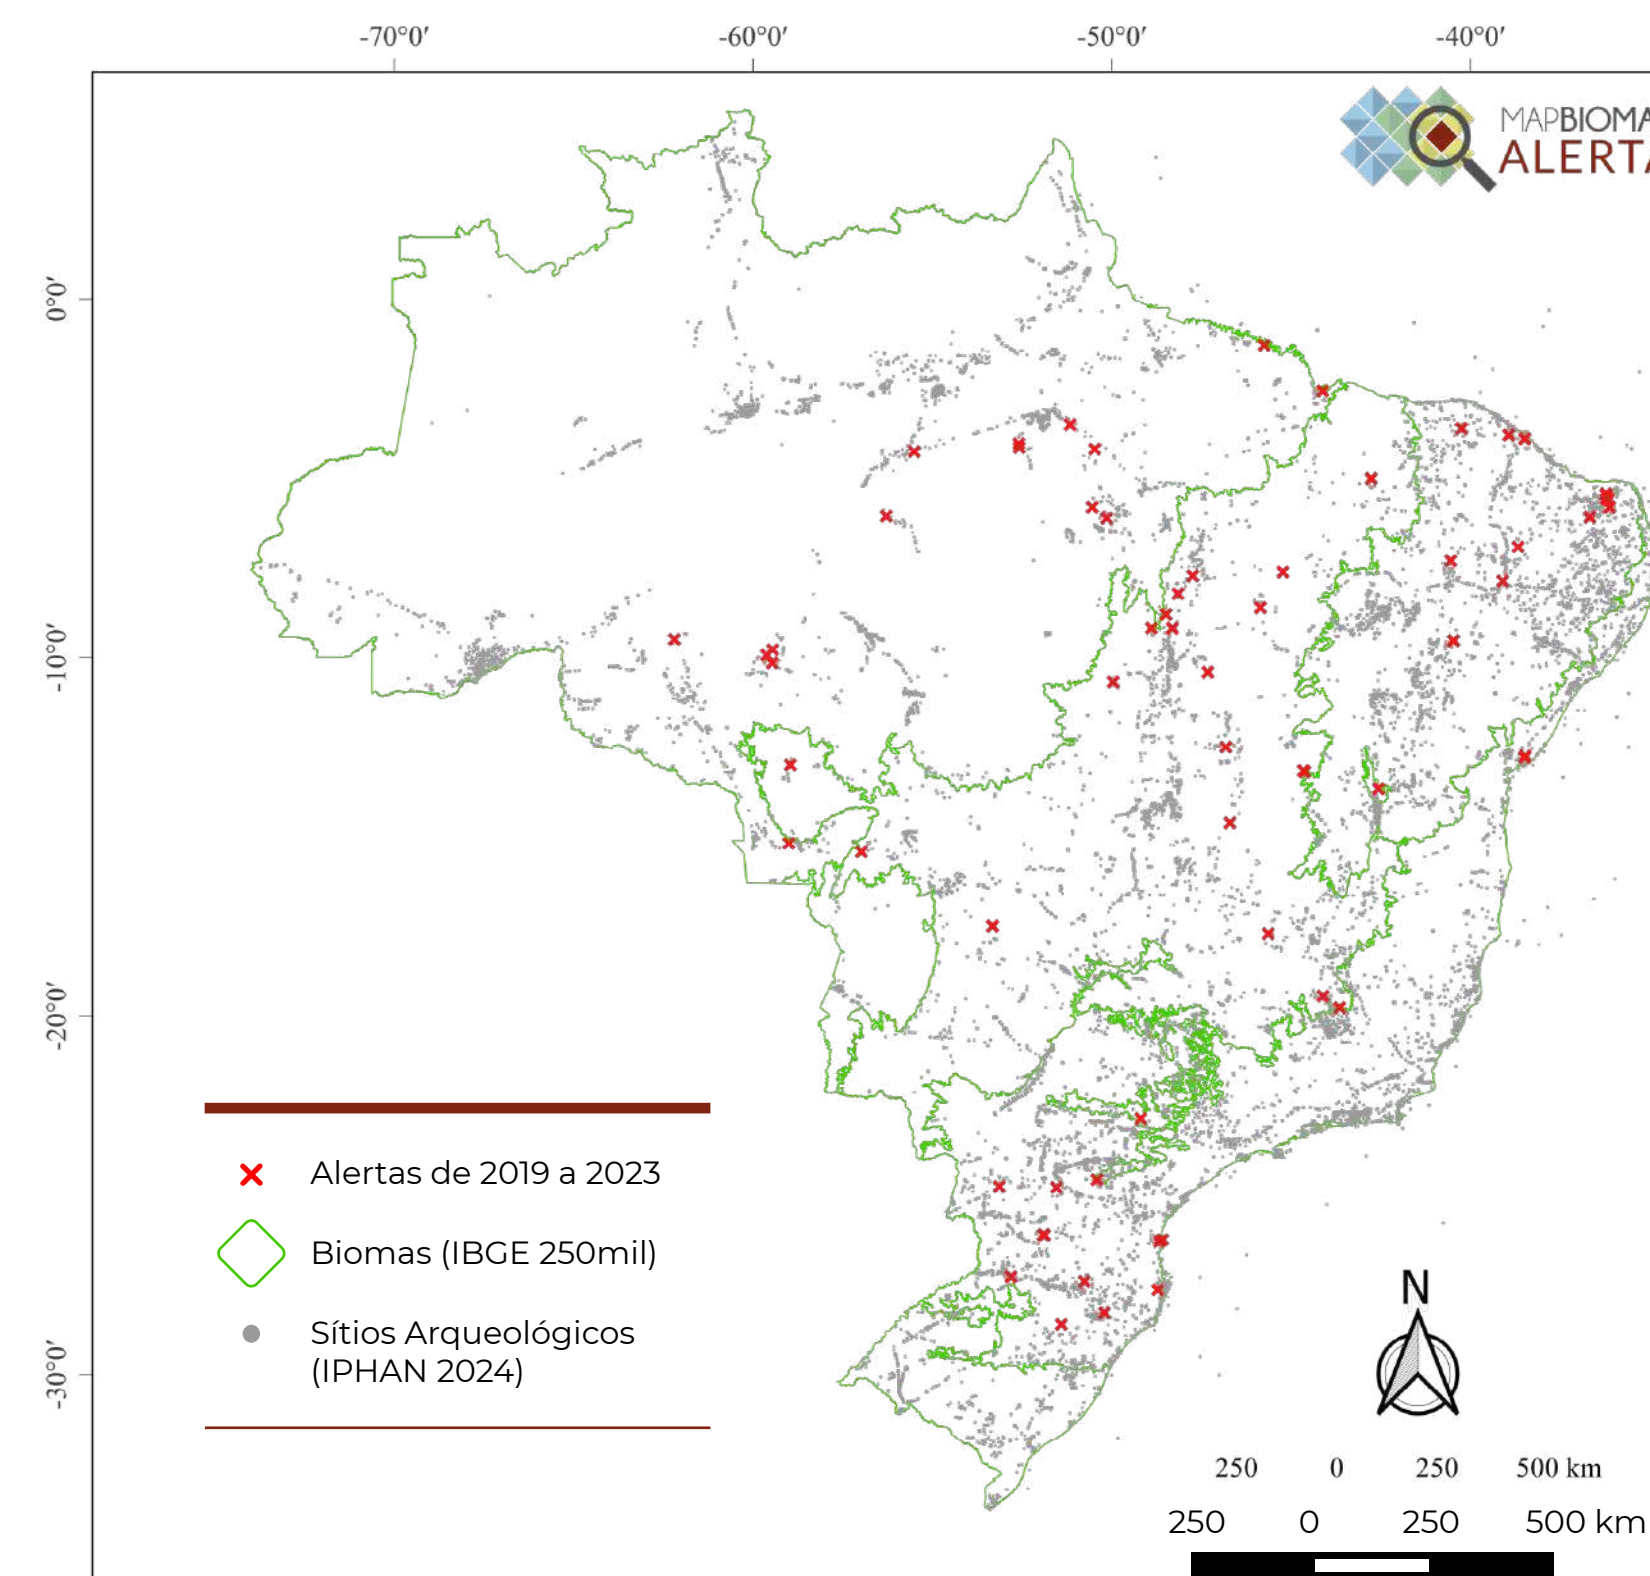 -70°0′ -60°0′ -50°0′ -40°0′
MAPBIOMA
ALERTA
0°0′
-10°0′
-20°0′
-30°0′
Alertas de 2019 a 2023
Biomas (IBGE 250mil)
Sítios Arqueológicos
(IPHAN 2024)
N
250 0 250 500 km
250 0 250 500 km